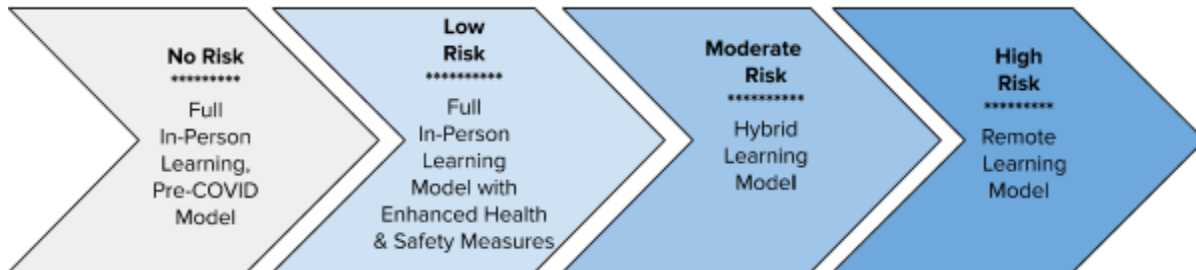 No Risk
*********
Full
In-Person
Learning,
Pre-COVID
Model
Low
Risk
**********
Full
In-Person
Learning
Model with
Enhanced Health
& Safety Measures
Moderate
Risk
**********
Hybrid
Learning
Model
High
Risk
*********
Remote
Learning
Model